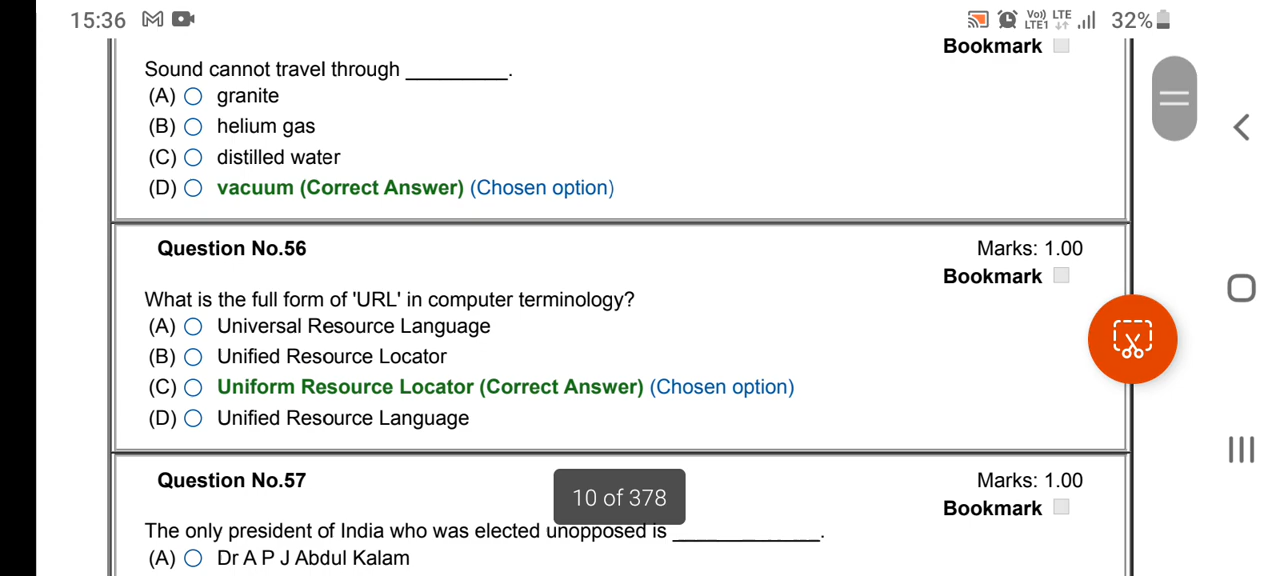 15:36
Vo)) LTE
LTE1
32%
Bookmark
Sound cannot travel through _________.
(A) granite
(B) helium gas
(C) distilled water
(D) vacuum (Correct Answer) (Chosen option)
Question No.56 Marks: 1.00
Bookmark
What is the full form of 'URL' in computer terminology?
(A) Universal Resource Language
(B) Unified Resource Locator
(C) Uniform Resource Locator (Correct Answer) (Chosen option)
(D) Unified Resource Language
Question No.57 Marks: 1.00
10 of 378
Bookmark
The only president of India who was elected unopposed is _____________.
(A) Dr A P J Abdul Kalam